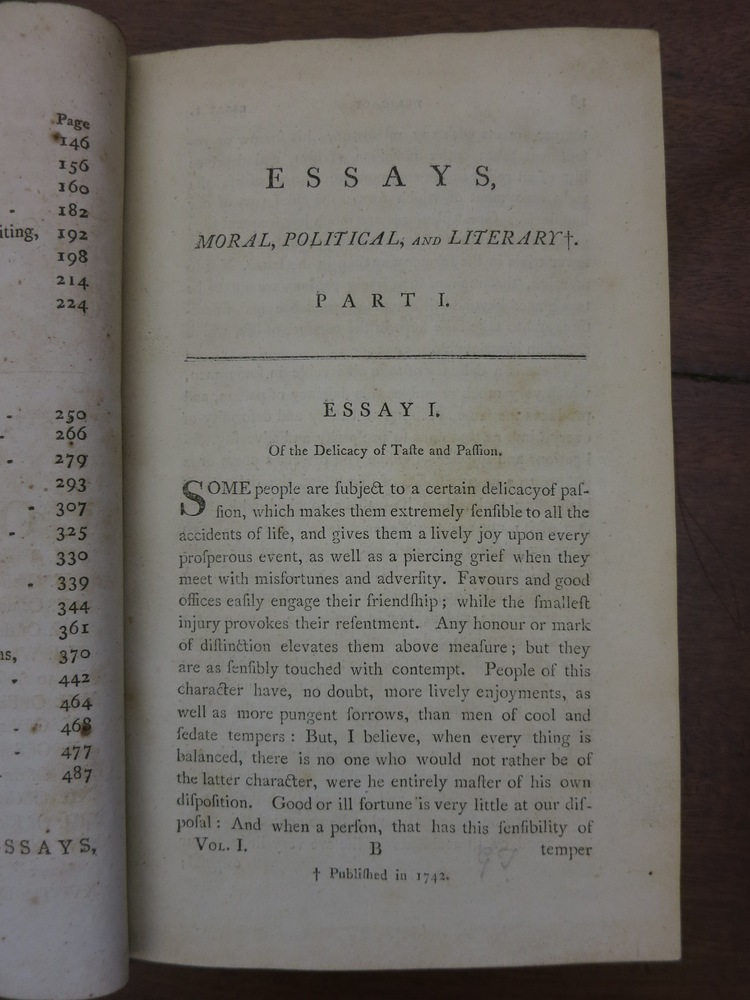 Page
146
156
160
182
iting, 192
198
214
224
- 250
- 266
- 279
- 293
- 307
- 325
330
- 339
344
361
ns, 370
- 442
464
- 468
- 477
- 487
SSAYS,
ESSAYS,
MORAL, POLITICAL, AND LITERARY†.
PART I.
ESSAY I.
Of the Delicacy of Taſte and Paſſion.
SOME people are ſubject to a certain delicacy of paſ-
ſion, which makes them extremely ſenſible to all the
accidents of life, and gives them a lively joy upon every
proſperous event, as well as a piercing grief when they
meet with misfortunes and adverſity. Favours and good
offices eaſily engage their friendſhip; while the ſmalleſt
injury provokes their reſentment. Any honour or mark
of diſtinction elevates them above meaſure; but they
are as ſenſibly touched with contempt. People of this
character have, no doubt, more lively enjoyments, as
well as more pungent ſorrows, than men of cool and
ſedate tempers: But, I believe, when every thing is
balanced, there is no one who would not rather be of
the latter character, were he entirely maſter of his own
diſpoſition. Good or ill fortune is very little at our diſ-
poſal: And when a perſon, that has this ſenſibility of
VOL. I. B temper
† Publiſhed in 1742.